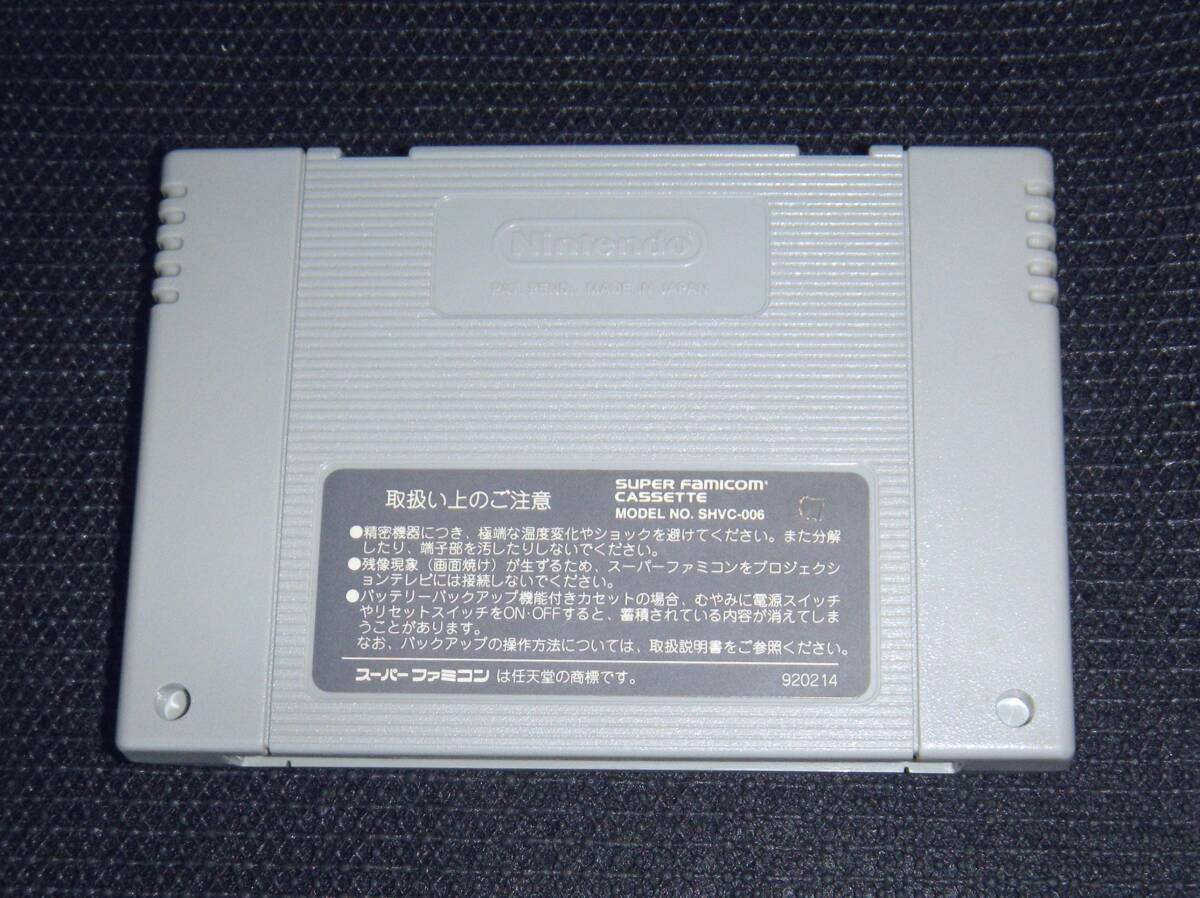 Nintendo
PAT. PEND. MADE IN JAPAN
取扱い上のご注意
SUPER FAMICOM
CASSETTE
MODEL NO. SHVC-006
●精密機器につき、極端な温度変化やショックを避けてください。また分解
したり、端子部を汚したりしないでください。
●残像現象（画面焼け）が生ずるため、スーパーファミコンをプロジェクシ
ョンテレビには接続しないでください。
●バッテリーバックアップ機能付きカセットの場合、むやみに電源スイッチ
やリセットスイッチをON·OFFすると、蓄積されている内容が消えてしま
うことがあります。
なお、バックアップの操作方法については、取扱説明書をご参照ください。
スーパーファミコン は任天堂の商標です。
920214